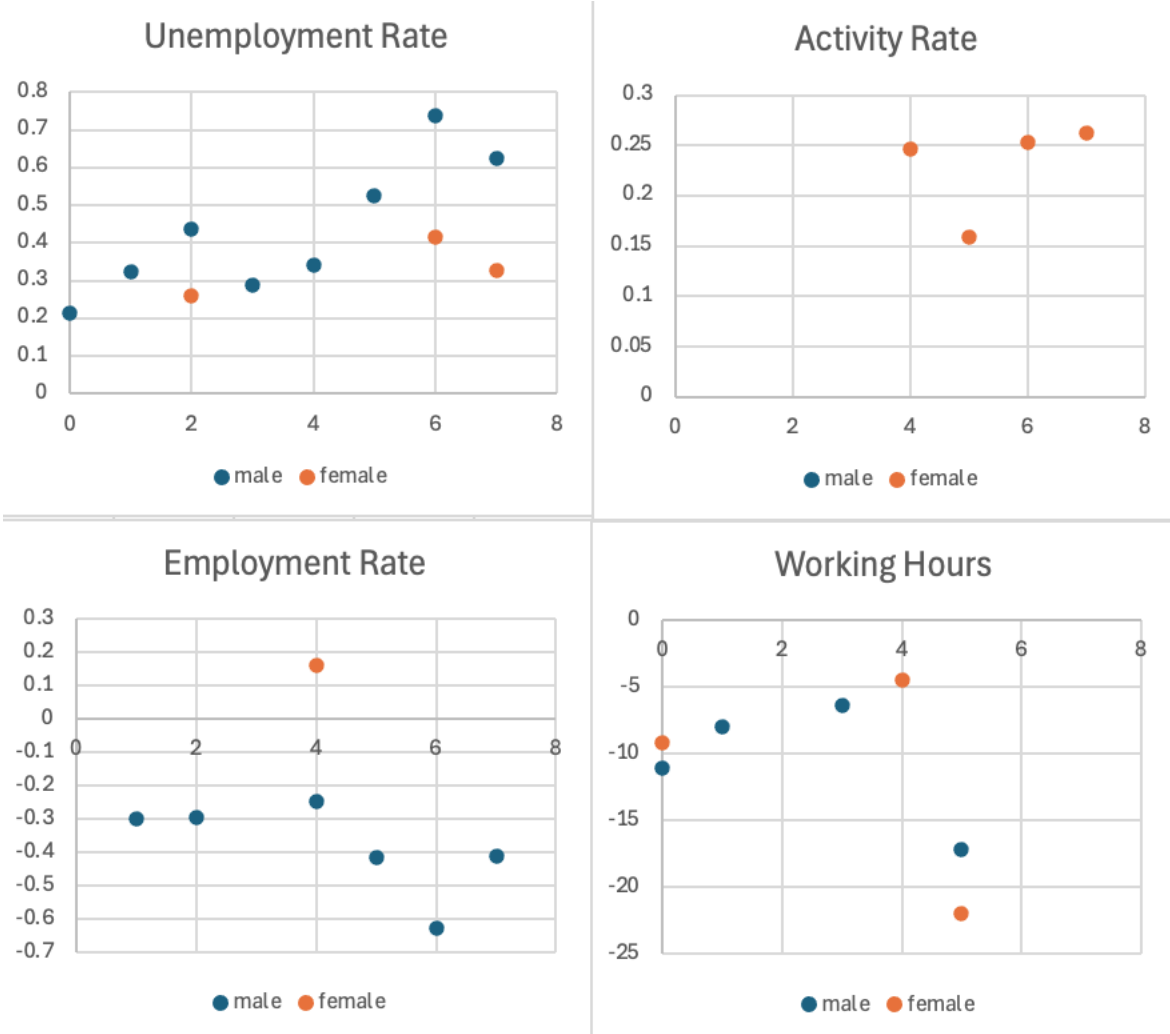 Unemployment Rate
0.8
0.7
0.6
0.5
0.4
0.3
0.2
0.1
0
0 2 4 6 8
male female
Activity Rate
0.3
0.25
0.2
0.15
0.1
0.05
0
0 2 4 6 8
male female
Employment Rate
0.3
0.2
0.1
0
0 2 4 6 8
-0.1
-0.2
-0.3
-0.4
-0.5
-0.6
-0.7
male female
Working Hours
0
0 2 4 6 8
-5
-10
-15
-20
-25
male female